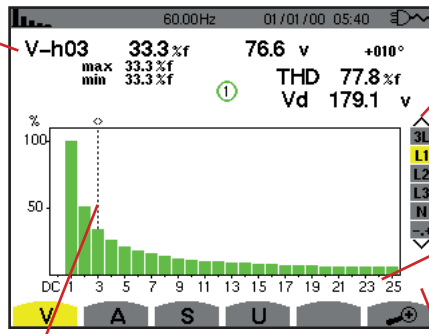 60.00Hz 01/01/00 05:40
V-h03 33.3 %f 76.6 v +010°
max 33.3 %f
min 33.3 %f
THD 77.8 %f
① Vd 179.1 v
%
100
50
3L
L1
L2
L3
N
-.+
DC 1 3 5 7 9 11 13 15 17 19 21 23 25
V A S U